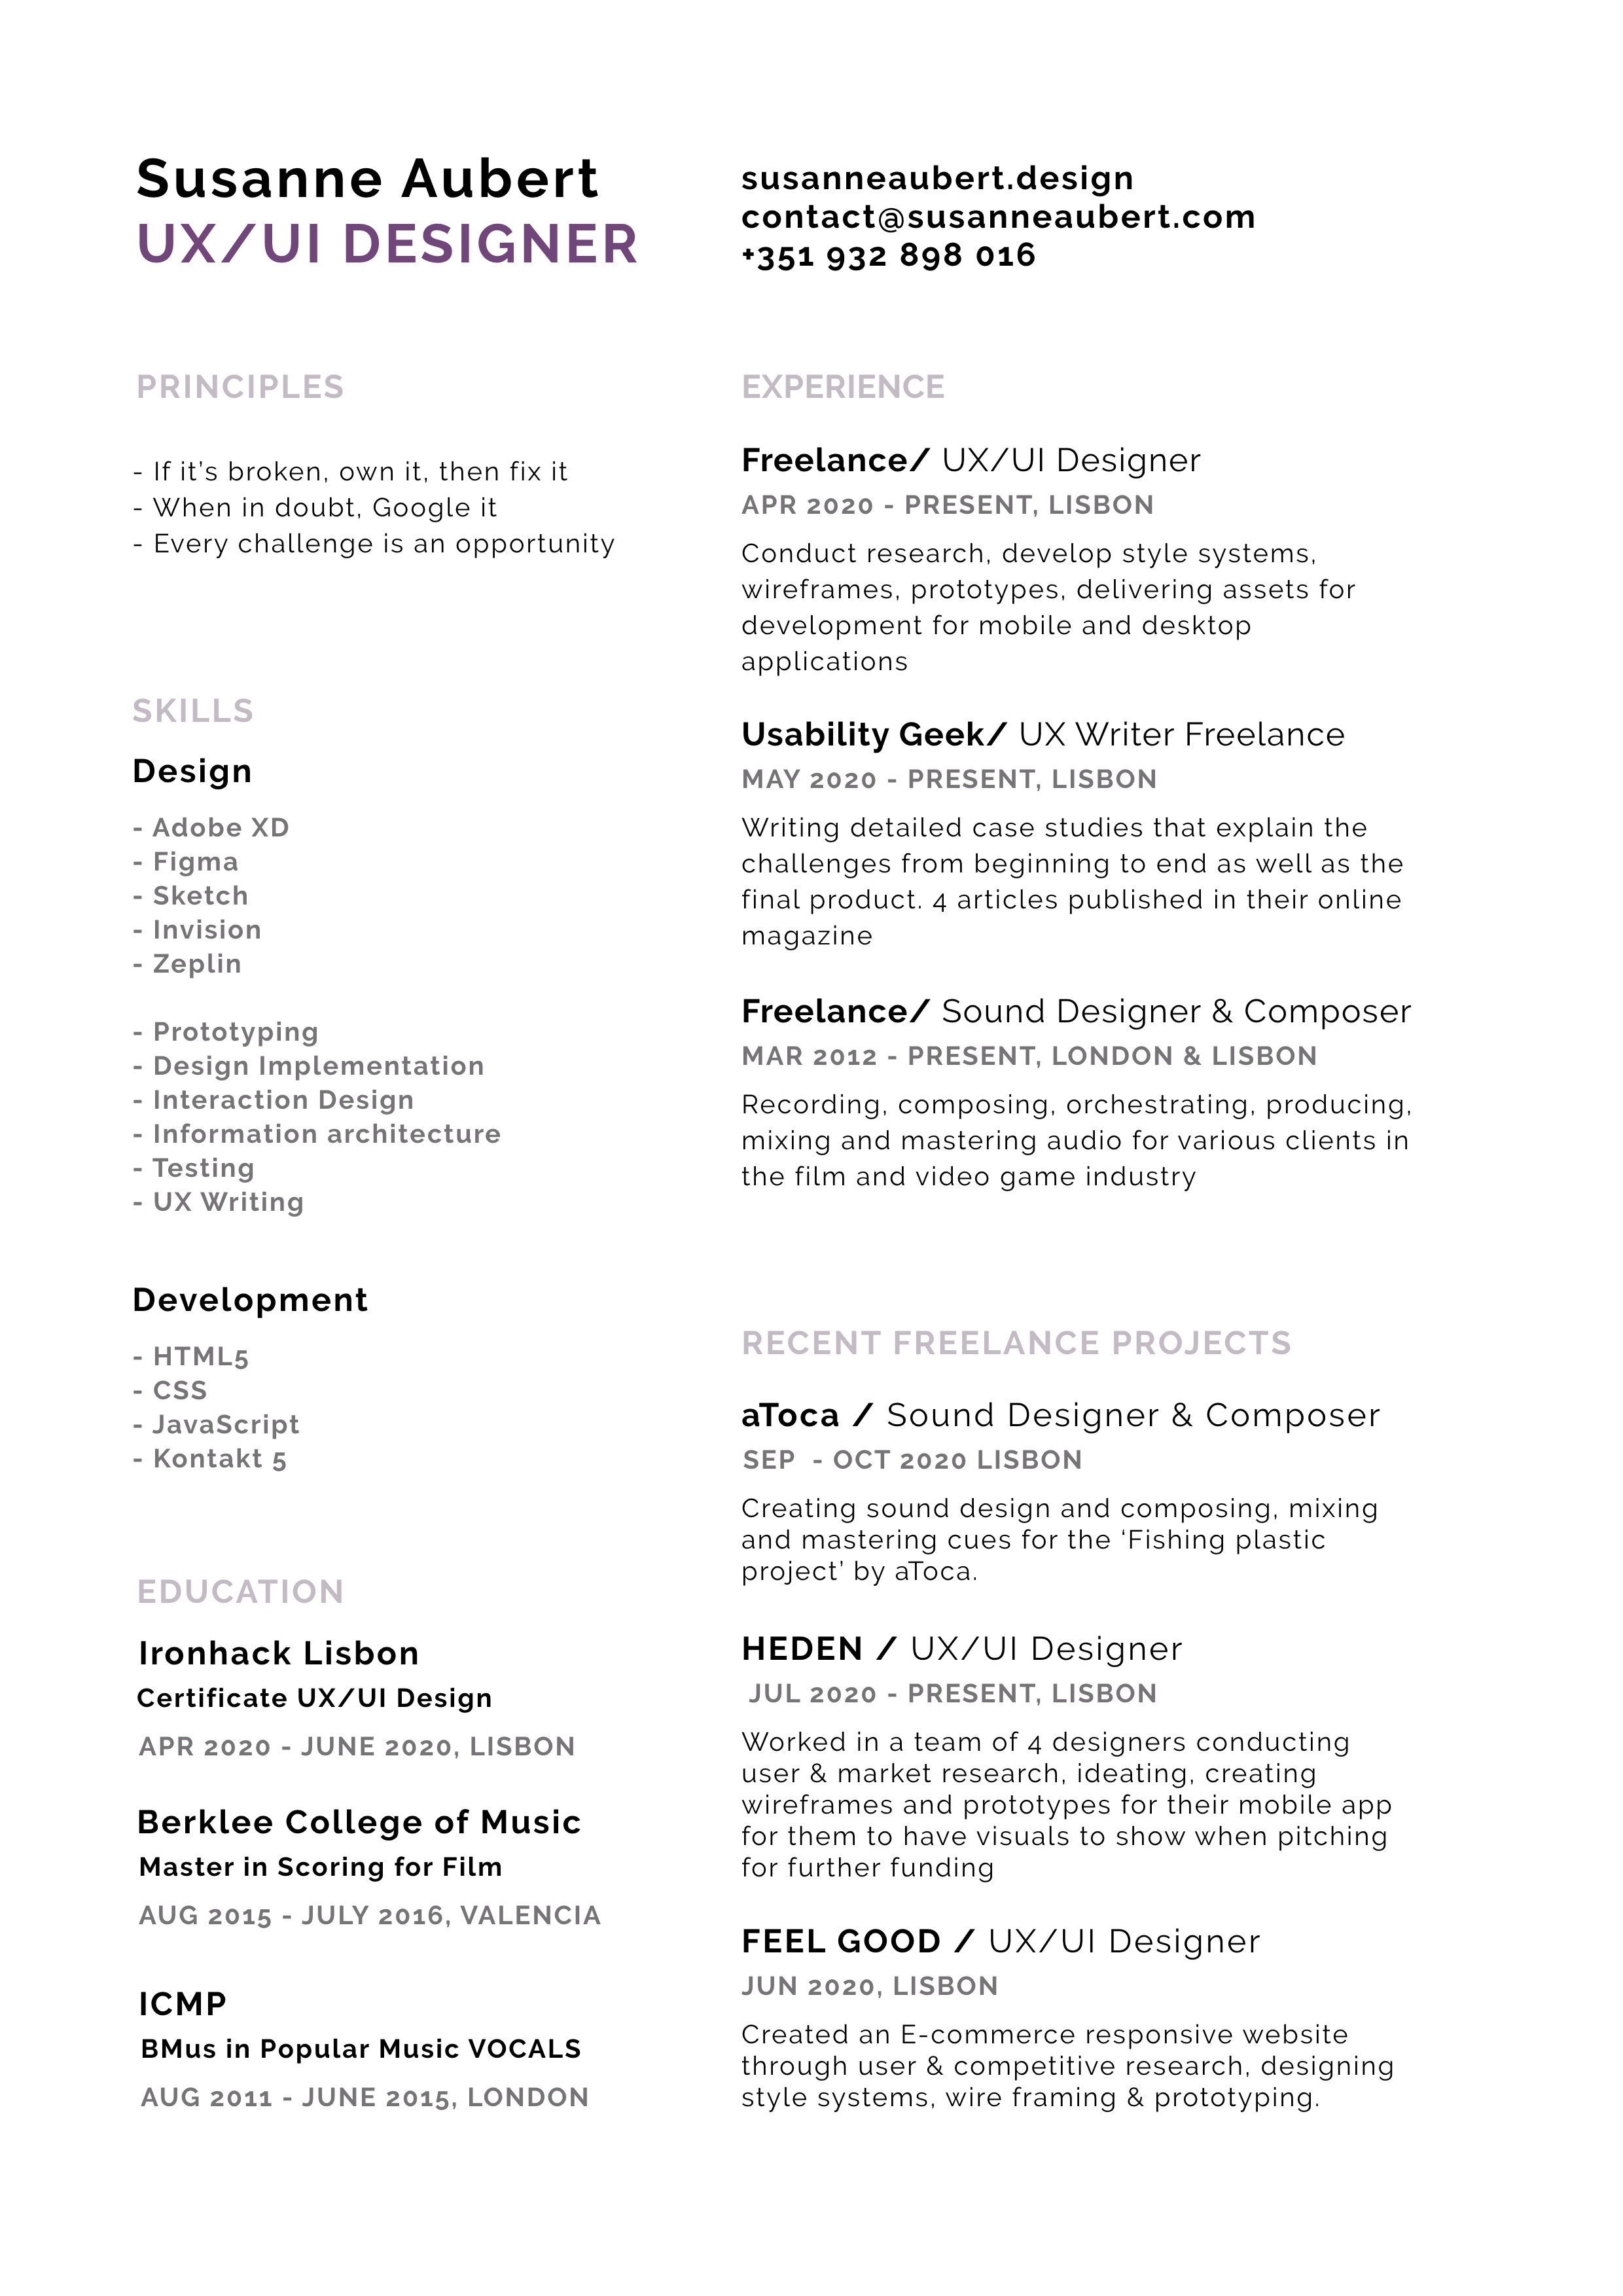 Susanne Aubert
UX/UI DESIGNER
susanneaubert.design
contact@susanneaubert.com
+351 932 898 016
PRINCIPLES
- If it’s broken, own it, then fix it
- When in doubt, Google it
- Every challenge is an opportunity
SKILLS
Design
- Adobe XD
- Figma
- Sketch
- Invision
- Zeplin
- Prototyping
- Design Implementation
- Interaction Design
- Information architecture
- Testing
- UX Writing
Development
- HTML5
- CSS
- JavaScript
- Kontakt 5
EDUCATION
Ironhack Lisbon
Certificate UX/UI Design
APR 2020 - JUNE 2020, LISBON
Berklee College of Music
Master in Scoring for Film
AUG 2015 - JULY 2016, VALENCIA
ICMP
BMus in Popular Music VOCALS
AUG 2011 - JUNE 2015, LONDON
EXPERIENCE
Freelance/ UX/UI Designer
APR 2020 - PRESENT, LISBON
Conduct research, develop style systems,
wireframes, prototypes, delivering assets for
development for mobile and desktop
applications
Usability Geek/ UX Writer Freelance
MAY 2020 - PRESENT, LISBON
Writing detailed case studies that explain the
challenges from beginning to end as well as the
final product. 4 articles published in their online
magazine
Freelance/ Sound Designer & Composer
MAR 2012 - PRESENT, LONDON & LISBON
Recording, composing, orchestrating, producing,
mixing and mastering audio for various clients in
the film and video game industry
RECENT FREELANCE PROJECTS
aToca / Sound Designer & Composer
SEP - OCT 2020 LISBON
Creating sound design and composing, mixing
and mastering cues for the ‘Fishing plastic
project’ by aToca.
HEDEN / UX/UI Designer
JUL 2020 - PRESENT, LISBON
Worked in a team of 4 designers conducting
user & market research, ideating, creating
wireframes and prototypes for their mobile app
for them to have visuals to show when pitching
for further funding
FEEL GOOD / UX/UI Designer
JUN 2020, LISBON
Created an E-commerce responsive website
through user & competitive research, designing
style systems, wire framing & prototyping.